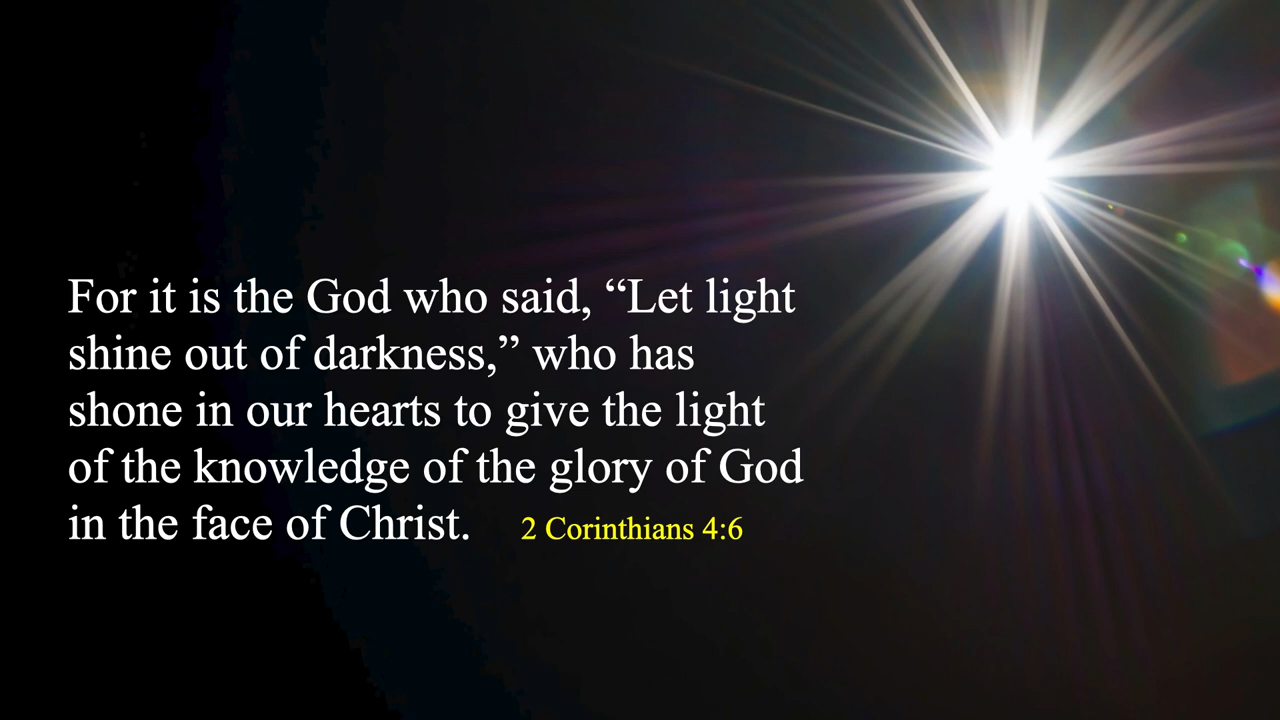 For it is the God who said, “Let light
shine out of darkness,” who has
shone in our hearts to give the light
of the knowledge of the glory of God
in the face of Christ. 2 Corinthians 4:6